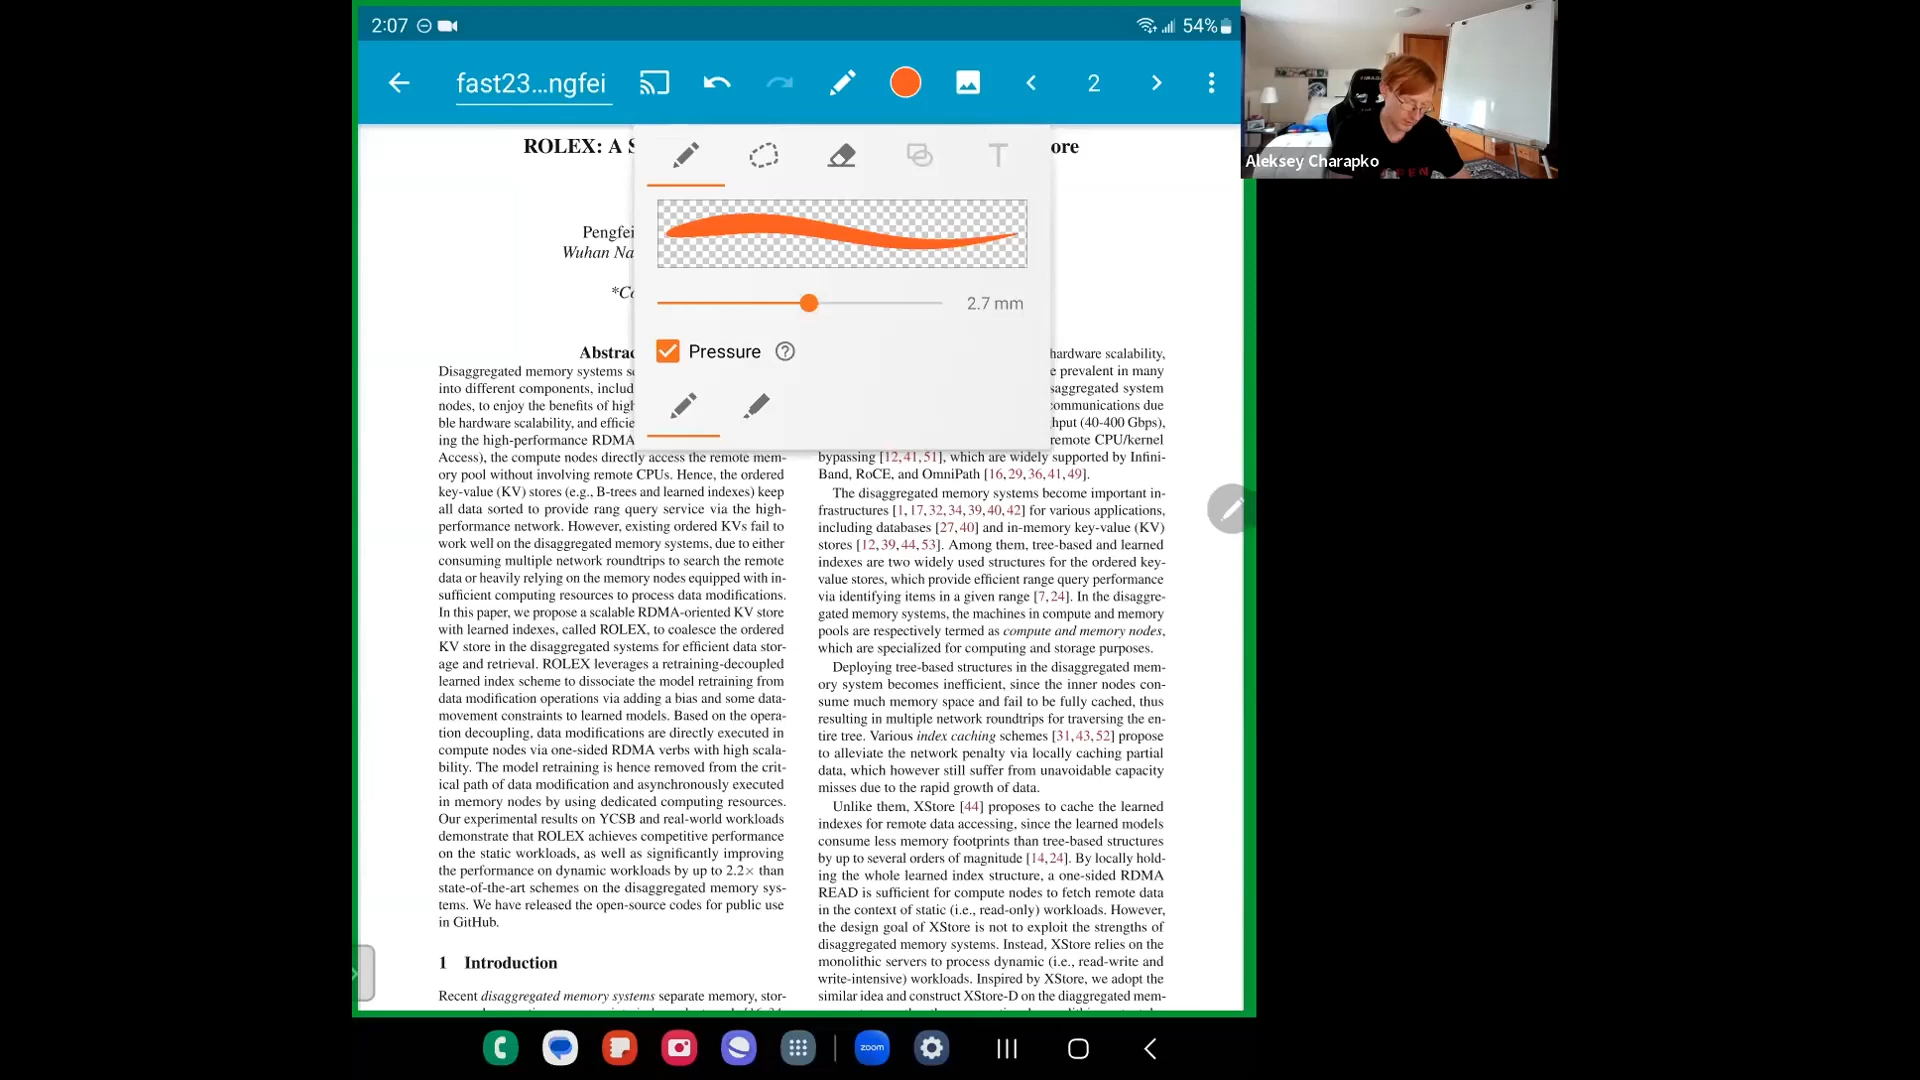 2:07
54%
fast23...ngfei
2
Aleksey Charapko
ROLEX: A S
ore
T
Pengfei
Wuhan Na
*Co
2.7 mm
Pressure
Abstrac
Disaggregated memory systems s
into different components, includ
nodes, to enjoy the benefits of high
ble hardware scalability, and efficie
ing the high-performance RDMA
Access), the compute nodes directly access the remote mem-
ory pool without involving remote CPUs. Hence, the ordered
key-value (KV) stores (e.g., B-trees and learned indexes) keep
all data sorted to provide rang query service via the high-
performance network. However, existing ordered KVs fail to
work well on the disaggregated memory systems, due to either
consuming multiple network roundtrips to search the remote
data or heavily relying on the memory nodes equipped with in-
sufficient computing resources to process data modifications.
In this paper, we propose a scalable RDMA-oriented KV store
with learned indexes, called ROLEX, to coalesce the ordered
KV store in the disaggregated systems for efficient data stor-
age and retrieval. ROLEX leverages a retraining-decoupled
learned index scheme to dissociate the model retraining from
data modification operations via adding a bias and some data-
movement constraints to learned models. Based on the opera-
tion decoupling, data modifications are directly executed in
compute nodes via one-sided RDMA verbs with high scala-
bility. The model retraining is hence removed from the crit-
ical path of data modification and asynchronously executed
in memory nodes by using dedicated computing resources.
Our experimental results on YCSB and real-world workloads
demonstrate that ROLEX achieves competitive performance
on the static workloads, as well as significantly improving
the performance on dynamic workloads by up to 2.2× than
state-of-the-art schemes on the disaggregated memory sys-
tems. We have released the open-source codes for public use
in GitHub.
1 Introduction
Recent disaggregated memory systems separate memory, stor-
hardware scalability,
e prevalent in many
saggregated system
communications due
hput (40-400 Gbps),
remote CPU/kernel
bypassing [12,41,51], which are widely supported by Infini-
Band, RoCE, and OmniPath [16,29,36,41,49].
The disaggregated memory systems become important in-
frastructures [1,17,32,34,39,40,42] for various applications,
including databases [27,40] and in-memory key-value (KV)
stores [12,39,44,53]. Among them, tree-based and learned
indexes are two widely used structures for the ordered key-
value stores, which provide efficient range query performance
via identifying items in a given range [7,24]. In the disaggre-
gated memory systems, the machines in compute and memory
pools are respectively termed as compute and memory nodes,
which are specialized for computing and storage purposes.
Deploying tree-based structures in the disaggregated mem-
ory system becomes inefficient, since the inner nodes con-
sume much memory space and fail to be fully cached, thus
resulting in multiple network roundtrips for traversing the en-
tire tree. Various index caching schemes [31,43,52] propose
to alleviate the network penalty via locally caching partial
data, which however still suffer from unavoidable capacity
misses due to the rapid growth of data.
Unlike them, XStore [44] proposes to cache the learned
indexes for remote data accessing, since the learned models
consume less memory footprints than tree-based structures
by up to several orders of magnitude [14,24]. By locally hold-
ing the whole learned index structure, a one-sided RDMA
READ is sufficient for compute nodes to fetch remote data
in the context of static (i.e., read-only) workloads. However,
the design goal of XStore is not to exploit the strengths of
disaggregated memory systems. Instead, XStore relies on the
monolithic servers to process dynamic (i.e., read-write and
write-intensive) workloads. Inspired by XStore, we adopt the
similar idea and construct XStore-D on the diaggregated mem-
zoom